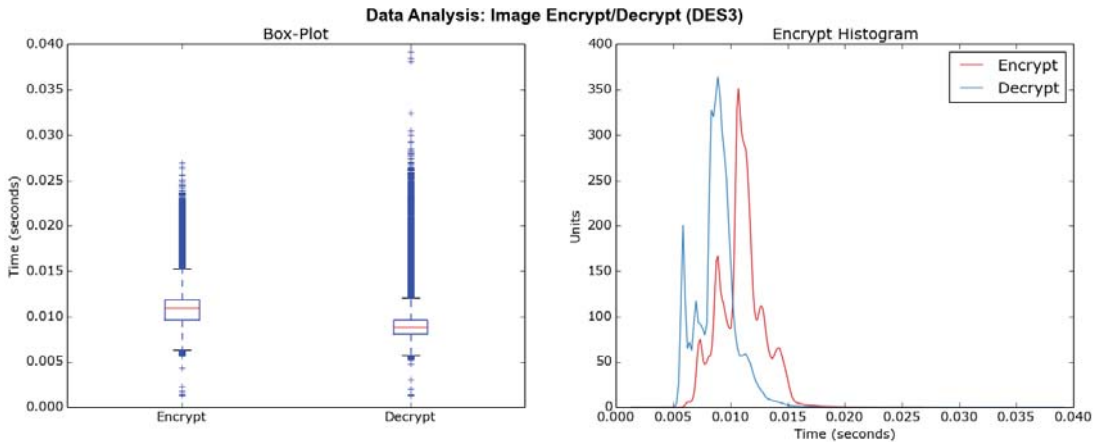 Data Analysis: Image Encrypt/Decrypt (DES3)
Box-Plot
0.040
0.035
0.030
0.025
0.020
0.015
0.010
0.005
0.000
Time (seconds)
Encrypt
Decrypt
Encrypt Histogram
400
350
300
250
200
150
100
50
0
Units
Encrypt
Decrypt
0.000
0.005
0.010
0.015
0.020
0.025
0.030
0.035
0.040
Time (seconds)